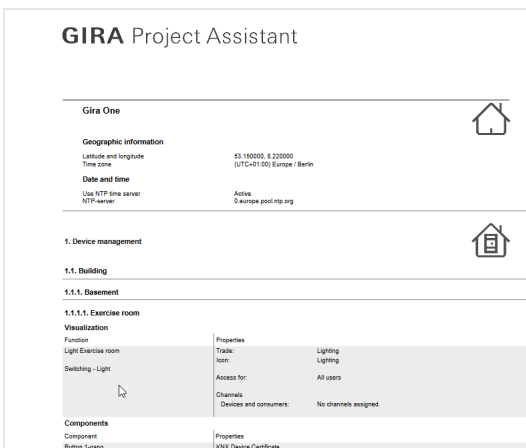 GIRA Project Assistant
Gira One
Geographic information
Latitude and longitude 53.150000, 8.220000
Time zone (UTC+01:00) Europe / Berlin
Date and time
Use NTP time server Active
NTP-server 0.europe.pool.ntp.org
1. Device management
1.1. Building
1.1.1. Basement
1.1.1.1. Exercise room
Visualization
Function Properties
Light Exercise room Trade: Lighting
Icon: Lighting
Switching - Light
Access for: All users
Channels
Devices and consumers: No channels assigned.
Components
Component Properties
Button 1-gang KNX Device Certificate